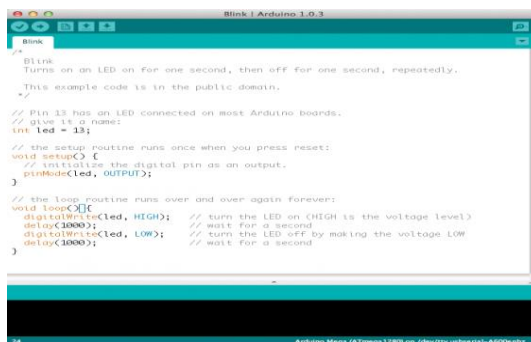 Blink | Arduino 1.0.3
Blink
/*
  Blink
  Turns on an LED on for one second, then off for one second, repeatedly.

  This example code is in the public domain.
 */

// Pin 13 has an LED connected on most Arduino boards.
// give it a name:
int led = 13;

// the setup routine runs once when you press reset:
void setup() {
  // initialize the digital pin as an output.
  pinMode(led, OUTPUT);
}

// the loop routine runs over and over again forever:
void loop() {
  digitalWrite(led, HIGH);   // turn the LED on (HIGH is the voltage level)
  delay(1000);               // wait for a second
  digitalWrite(led, LOW);    // turn the LED off by making the voltage LOW
  delay(1000);               // wait for a second
}
Arduino Mega (ATmega1280) on